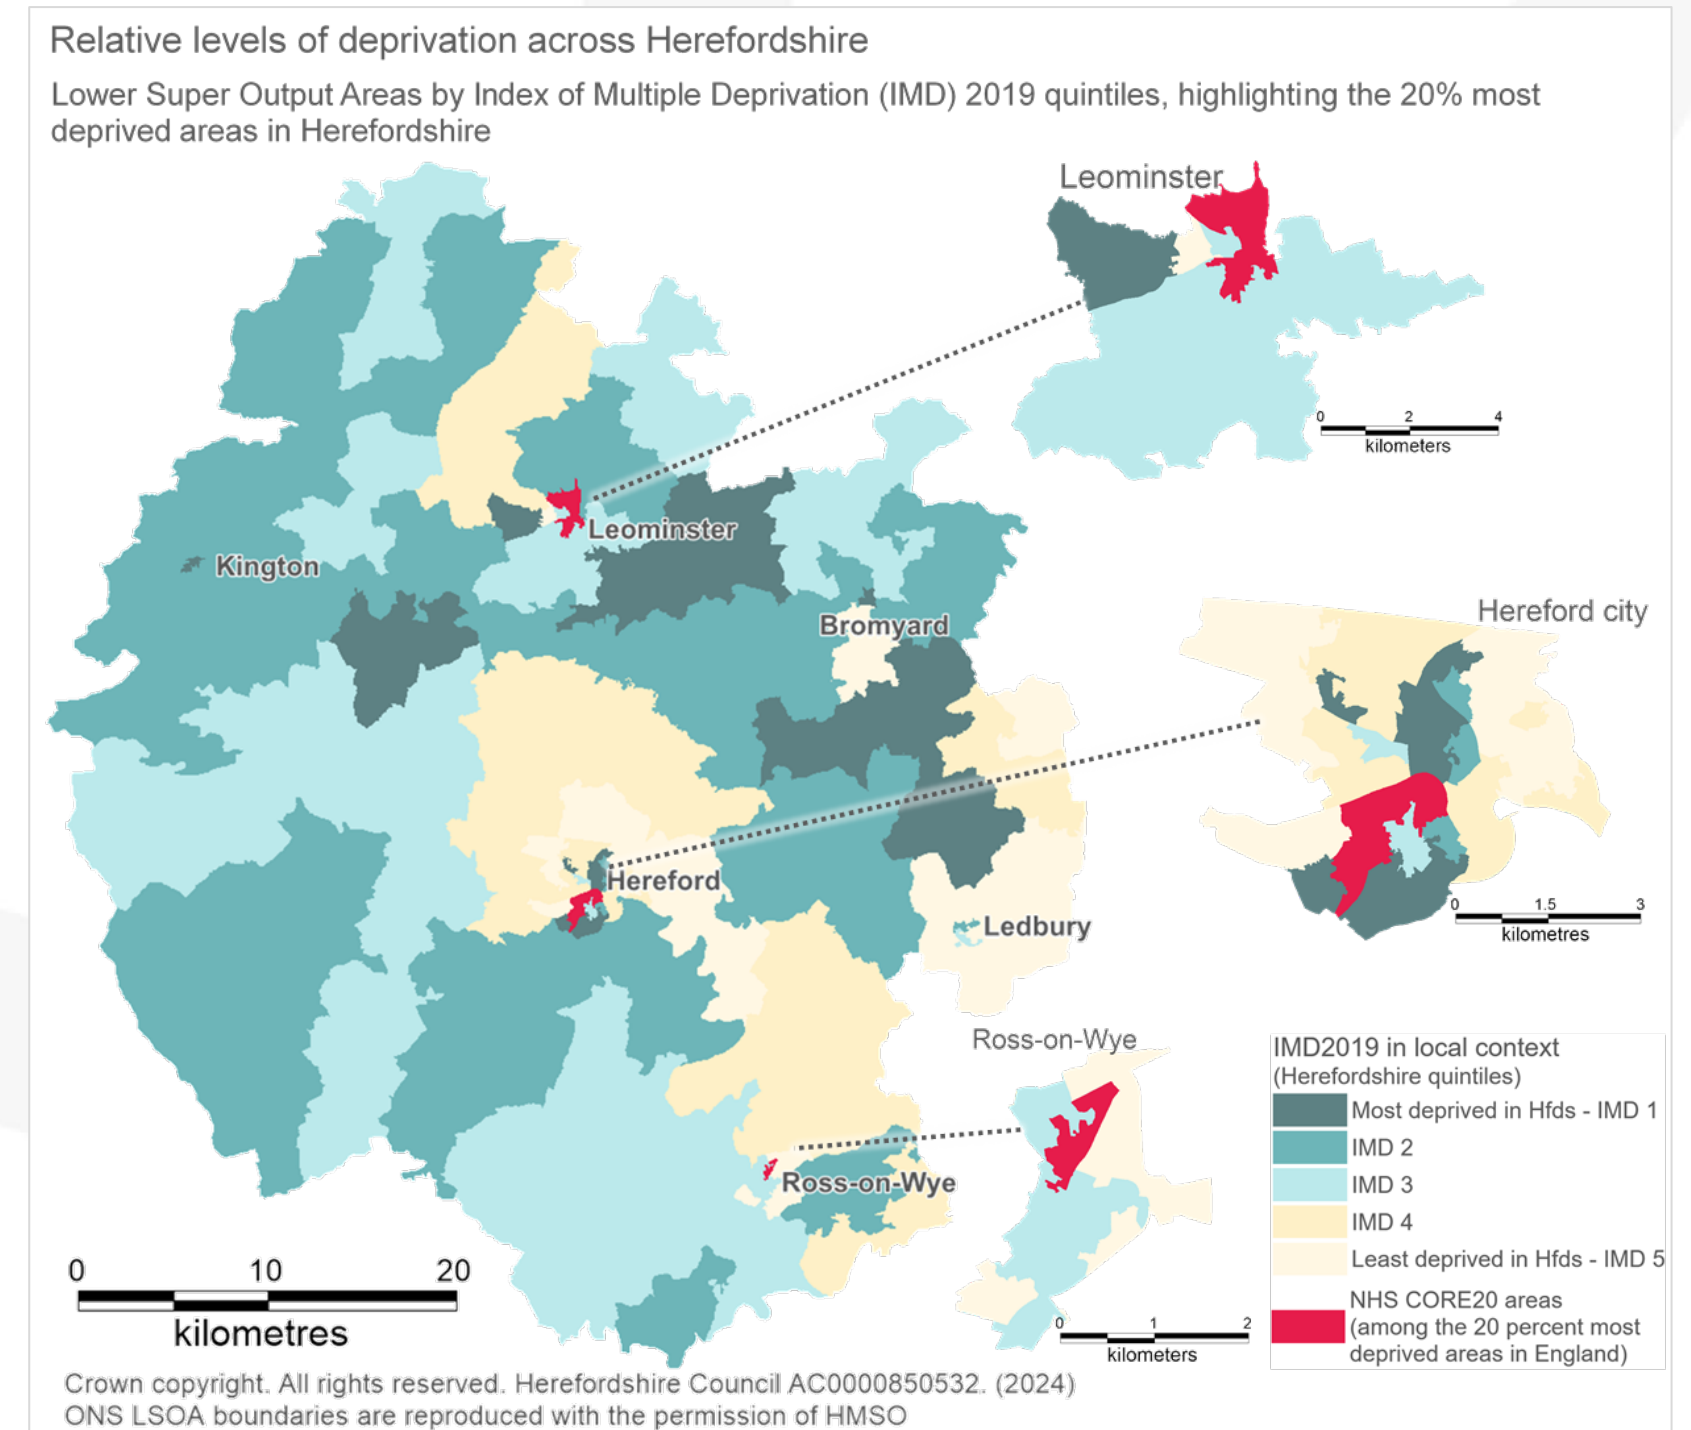 Relative levels of deprivation across Herefordshire
Lower Super Output Areas by Index of Multiple Deprivation (IMD) 2019 quintiles, highlighting the 20% most
deprived areas in Herefordshire
Leominster
0 2 4
kilometers
Leominster
Kington
Bromyard
Hereford city
Hereford
0 1.5 3
kilometres
Ledbury
Ross-on-Wye
Ross-on-Wye
0 1 2
kilometers
IMD2019 in local context
(Herefordshire quintiles)
Most deprived in Hfds - IMD 1
IMD 2
IMD 3
IMD 4
Least deprived in Hfds - IMD 5
NHS CORE20 areas
(among the 20 percent most
deprived areas in England)
0 10 20
kilometres
Crown copyright. All rights reserved. Herefordshire Council AC0000850532. (2024)
ONS LSOA boundaries are reproduced with the permission of HMSO